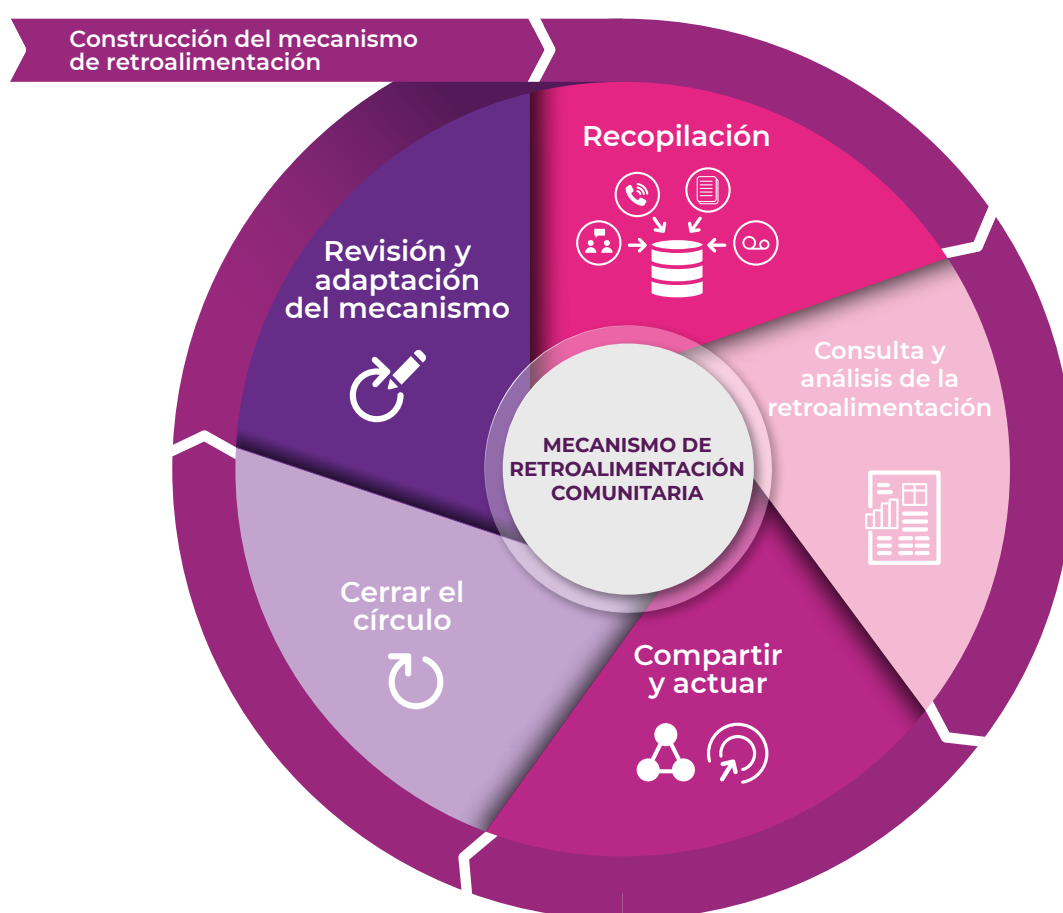 Construcción del mecanismo
de retroalimentación
Recopilación
Consulta y
análisis de la
retroalimentación
Compartir
y actuar
Cerrar el
círculo
Revisión y
adaptación
del mecanismo
MECANISMO DE
RETROALIMENTACIÓN
COMUNITARIA